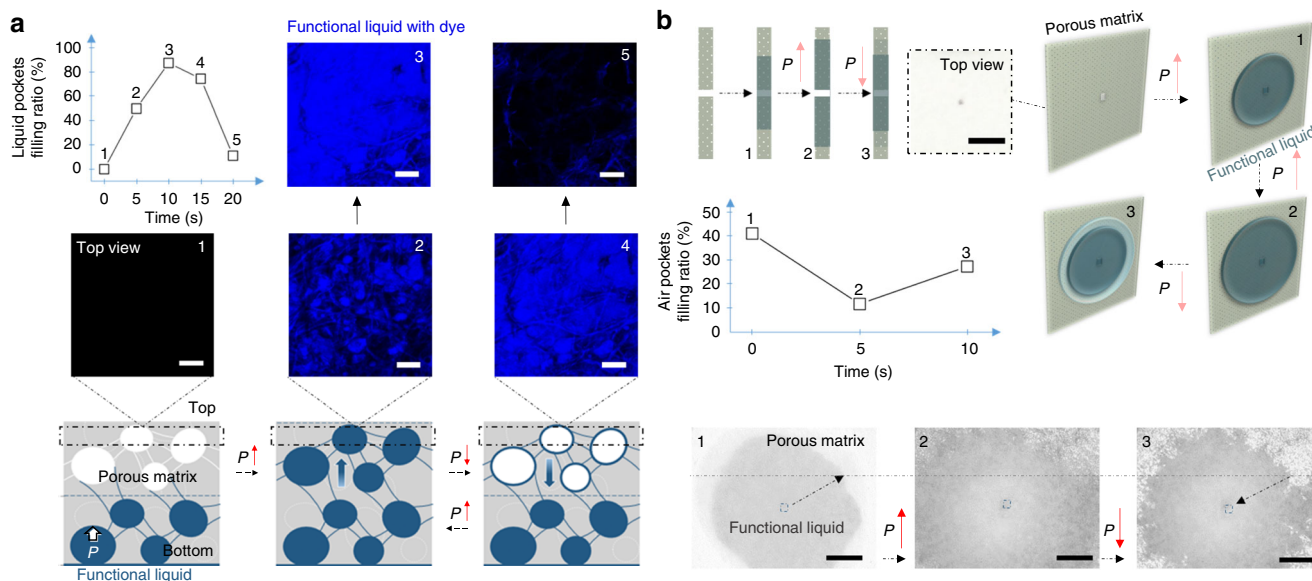 a
Liquid pockets
filling ratio (%)
100
80
60
40
20
0
1
2
3
4
5
0 5 10 15 20
Time (s)
Functional liquid with dye
3
5
Top view 1
2
4
Top
Porous matrix
P
Bottom
Functional liquid
P
P
P
b
P
P
1
2
3
Top view
Porous matrix
P
1
Functional liquid
P
2
P
3
Air pockets
filling ratio (%)
50
40
30
20
10
0
1
2
3
0 5 10
Time (s)
1
Porous matrix
Functional liquid
P
2
P
3